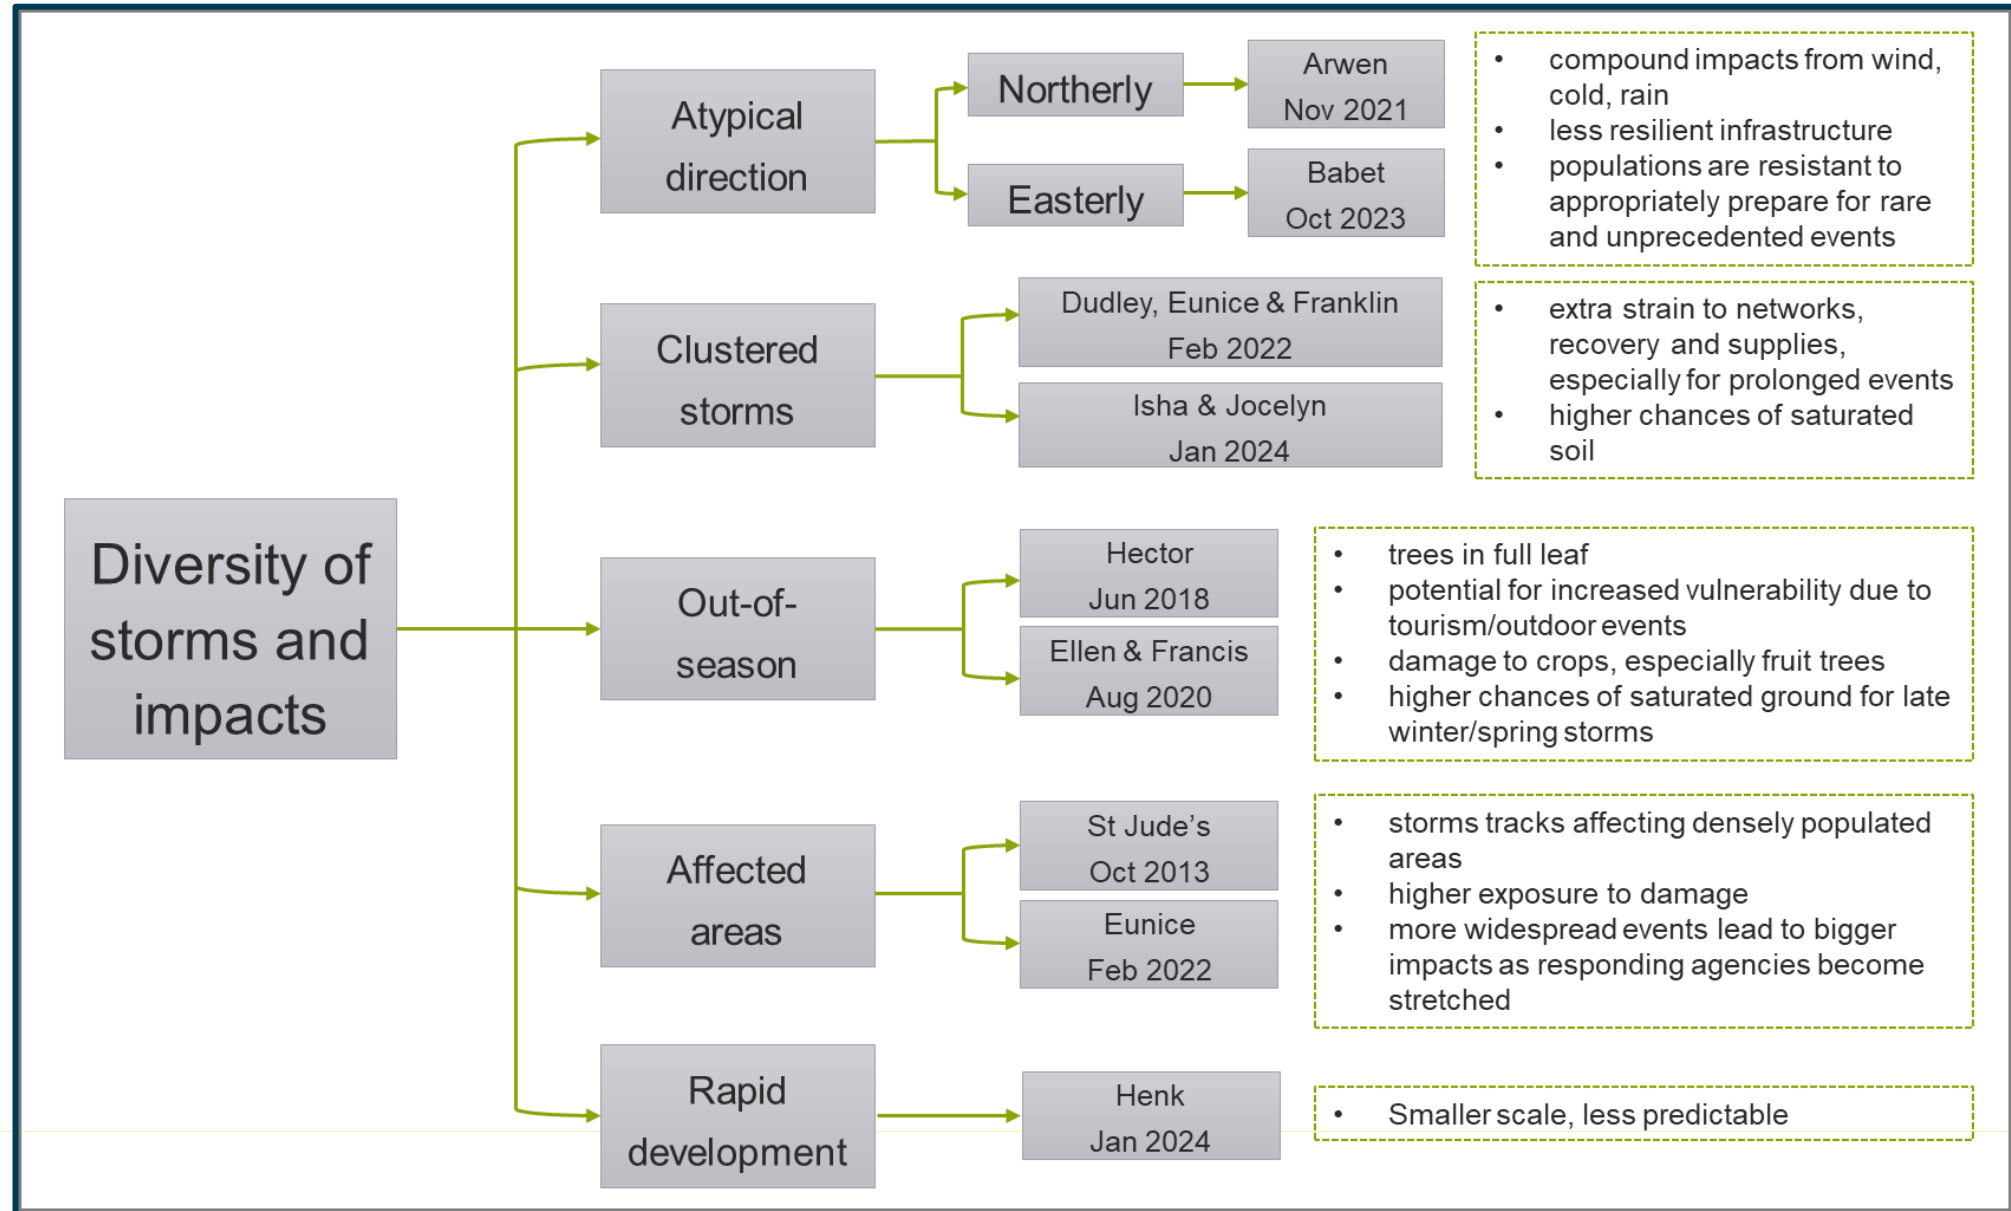 Diversity of
storms and
impacts
Atypical
direction
Northerly
Arwen
Nov 2021
Easterly
Babet
Oct 2023
• compound impacts from wind,
cold, rain
• less resilient infrastructure
• populations are resistant to
appropriately prepare for rare
and unprecedented events
Clustered
storms
Dudley, Eunice & Franklin
Feb 2022
Isha & Jocelyn
Jan 2024
• extra strain to networks,
recovery and supplies,
especially for prolonged events
• higher chances of saturated
soil
Out-of-
season
Hector
Jun 2018
Ellen & Francis
Aug 2020
• trees in full leaf
• potential for increased vulnerability due to
tourism/outdoor events
• damage to crops, especially fruit trees
• higher chances of saturated ground for late
winter/spring storms
Affected
areas
St Jude’s
Oct 2013
Eunice
Feb 2022
• storms tracks affecting densely populated
areas
• higher exposure to damage
• more widespread events lead to bigger
impacts as responding agencies become
stretched
Rapid
development
Henk
Jan 2024
• Smaller scale, less predictable